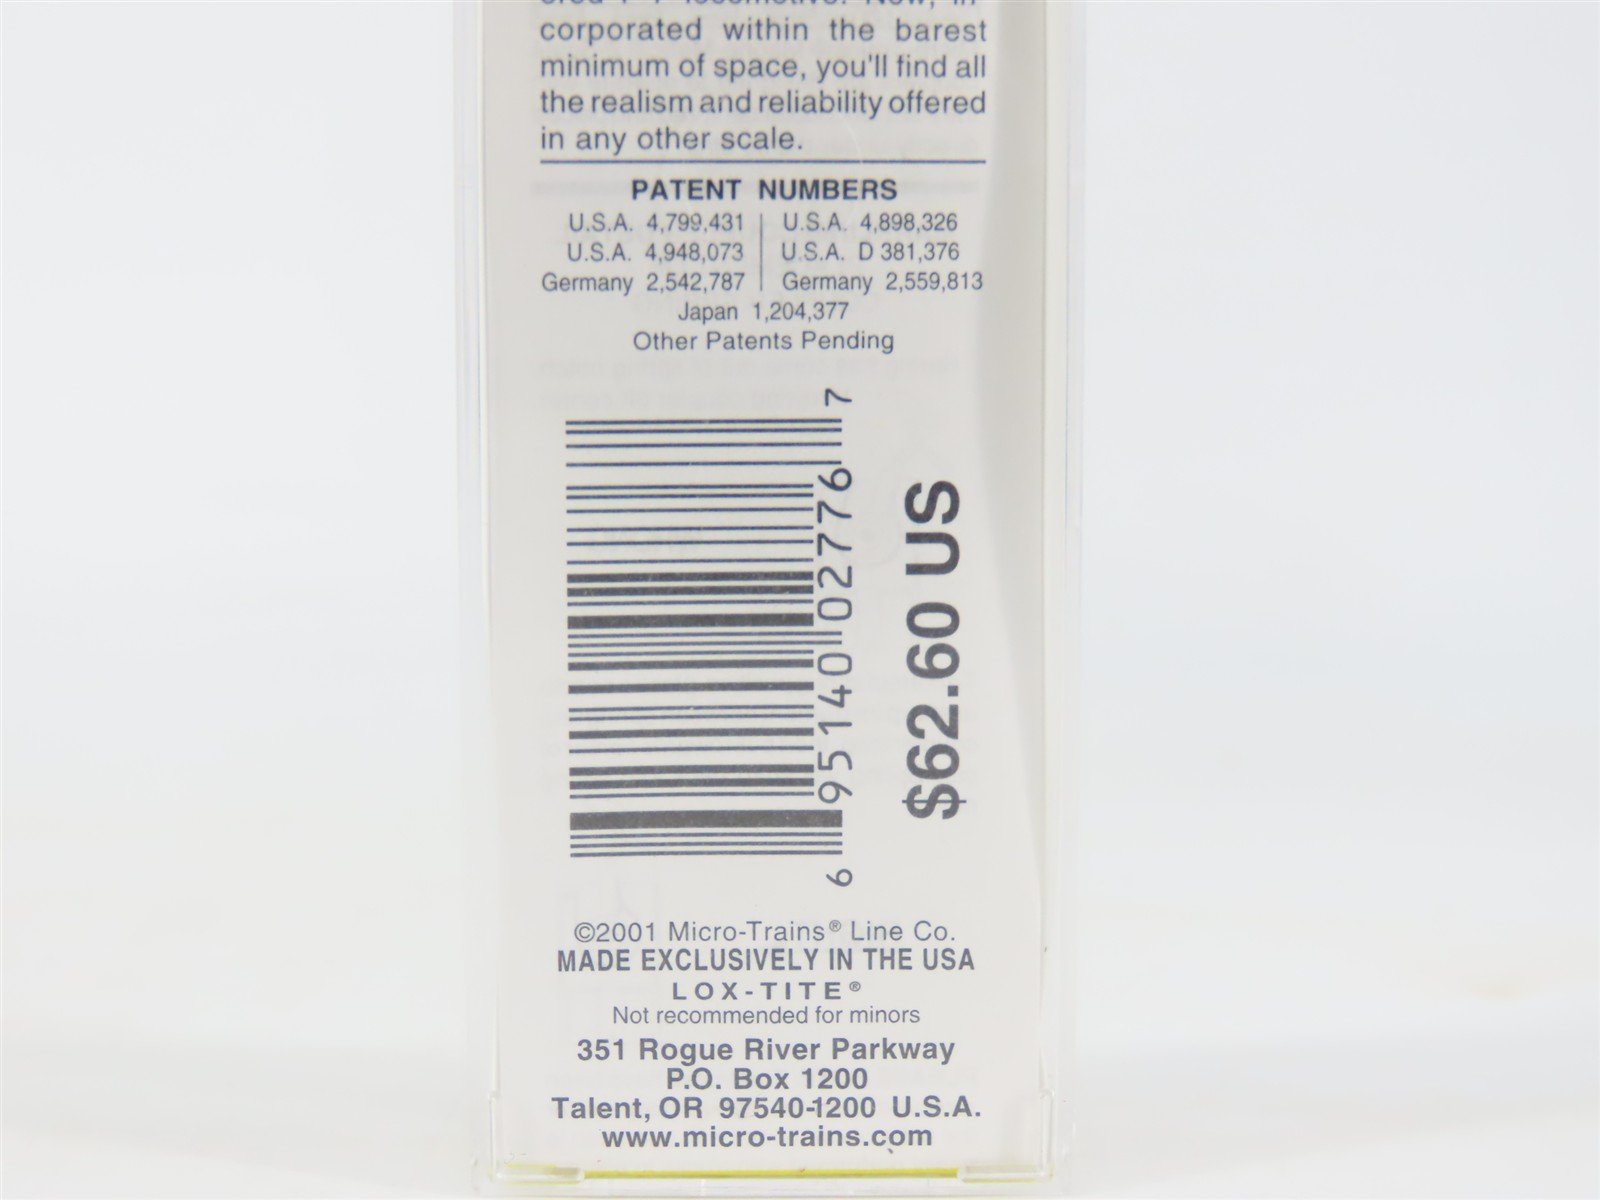 corporated within the barest
minimum of space, you'll find all
the realism and reliability offered
in any other scale.
PATENT NUMBERS
U.S.A. 4,799,431 | U.S.A. 4,898,326
U.S.A. 4,948,073 | U.S.A. D 381,376
Germany 2,542,787 | Germany 2,559,813
Japan 1,204,377
Other Patents Pending
6 95140 02776 7
$62.60 US
©2001 Micro-Trains® Line Co.
MADE EXCLUSIVELY IN THE USA
LOX-TITE®
Not recommended for minors
351 Rogue River Parkway
P.O. Box 1200
Talent, OR 97540-1200 U.S.A.
www.micro-trains.com